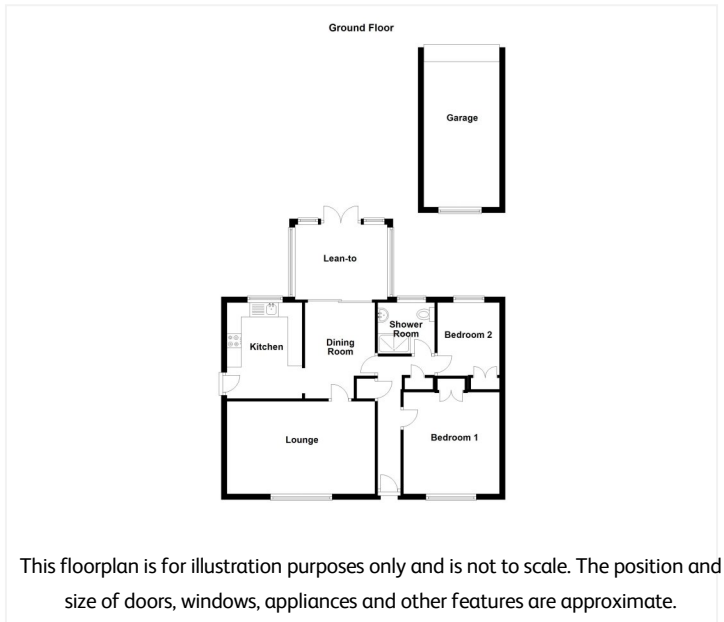 Ground Floor
Garage
Lean-to
Kitchen
Dining
Room
Shower
Room
Bedroom 2
Lounge
Bedroom 1
This floorplan is for illustration purposes only and is not to scale. The position and
size of doors, windows, appliances and other features are approximate.